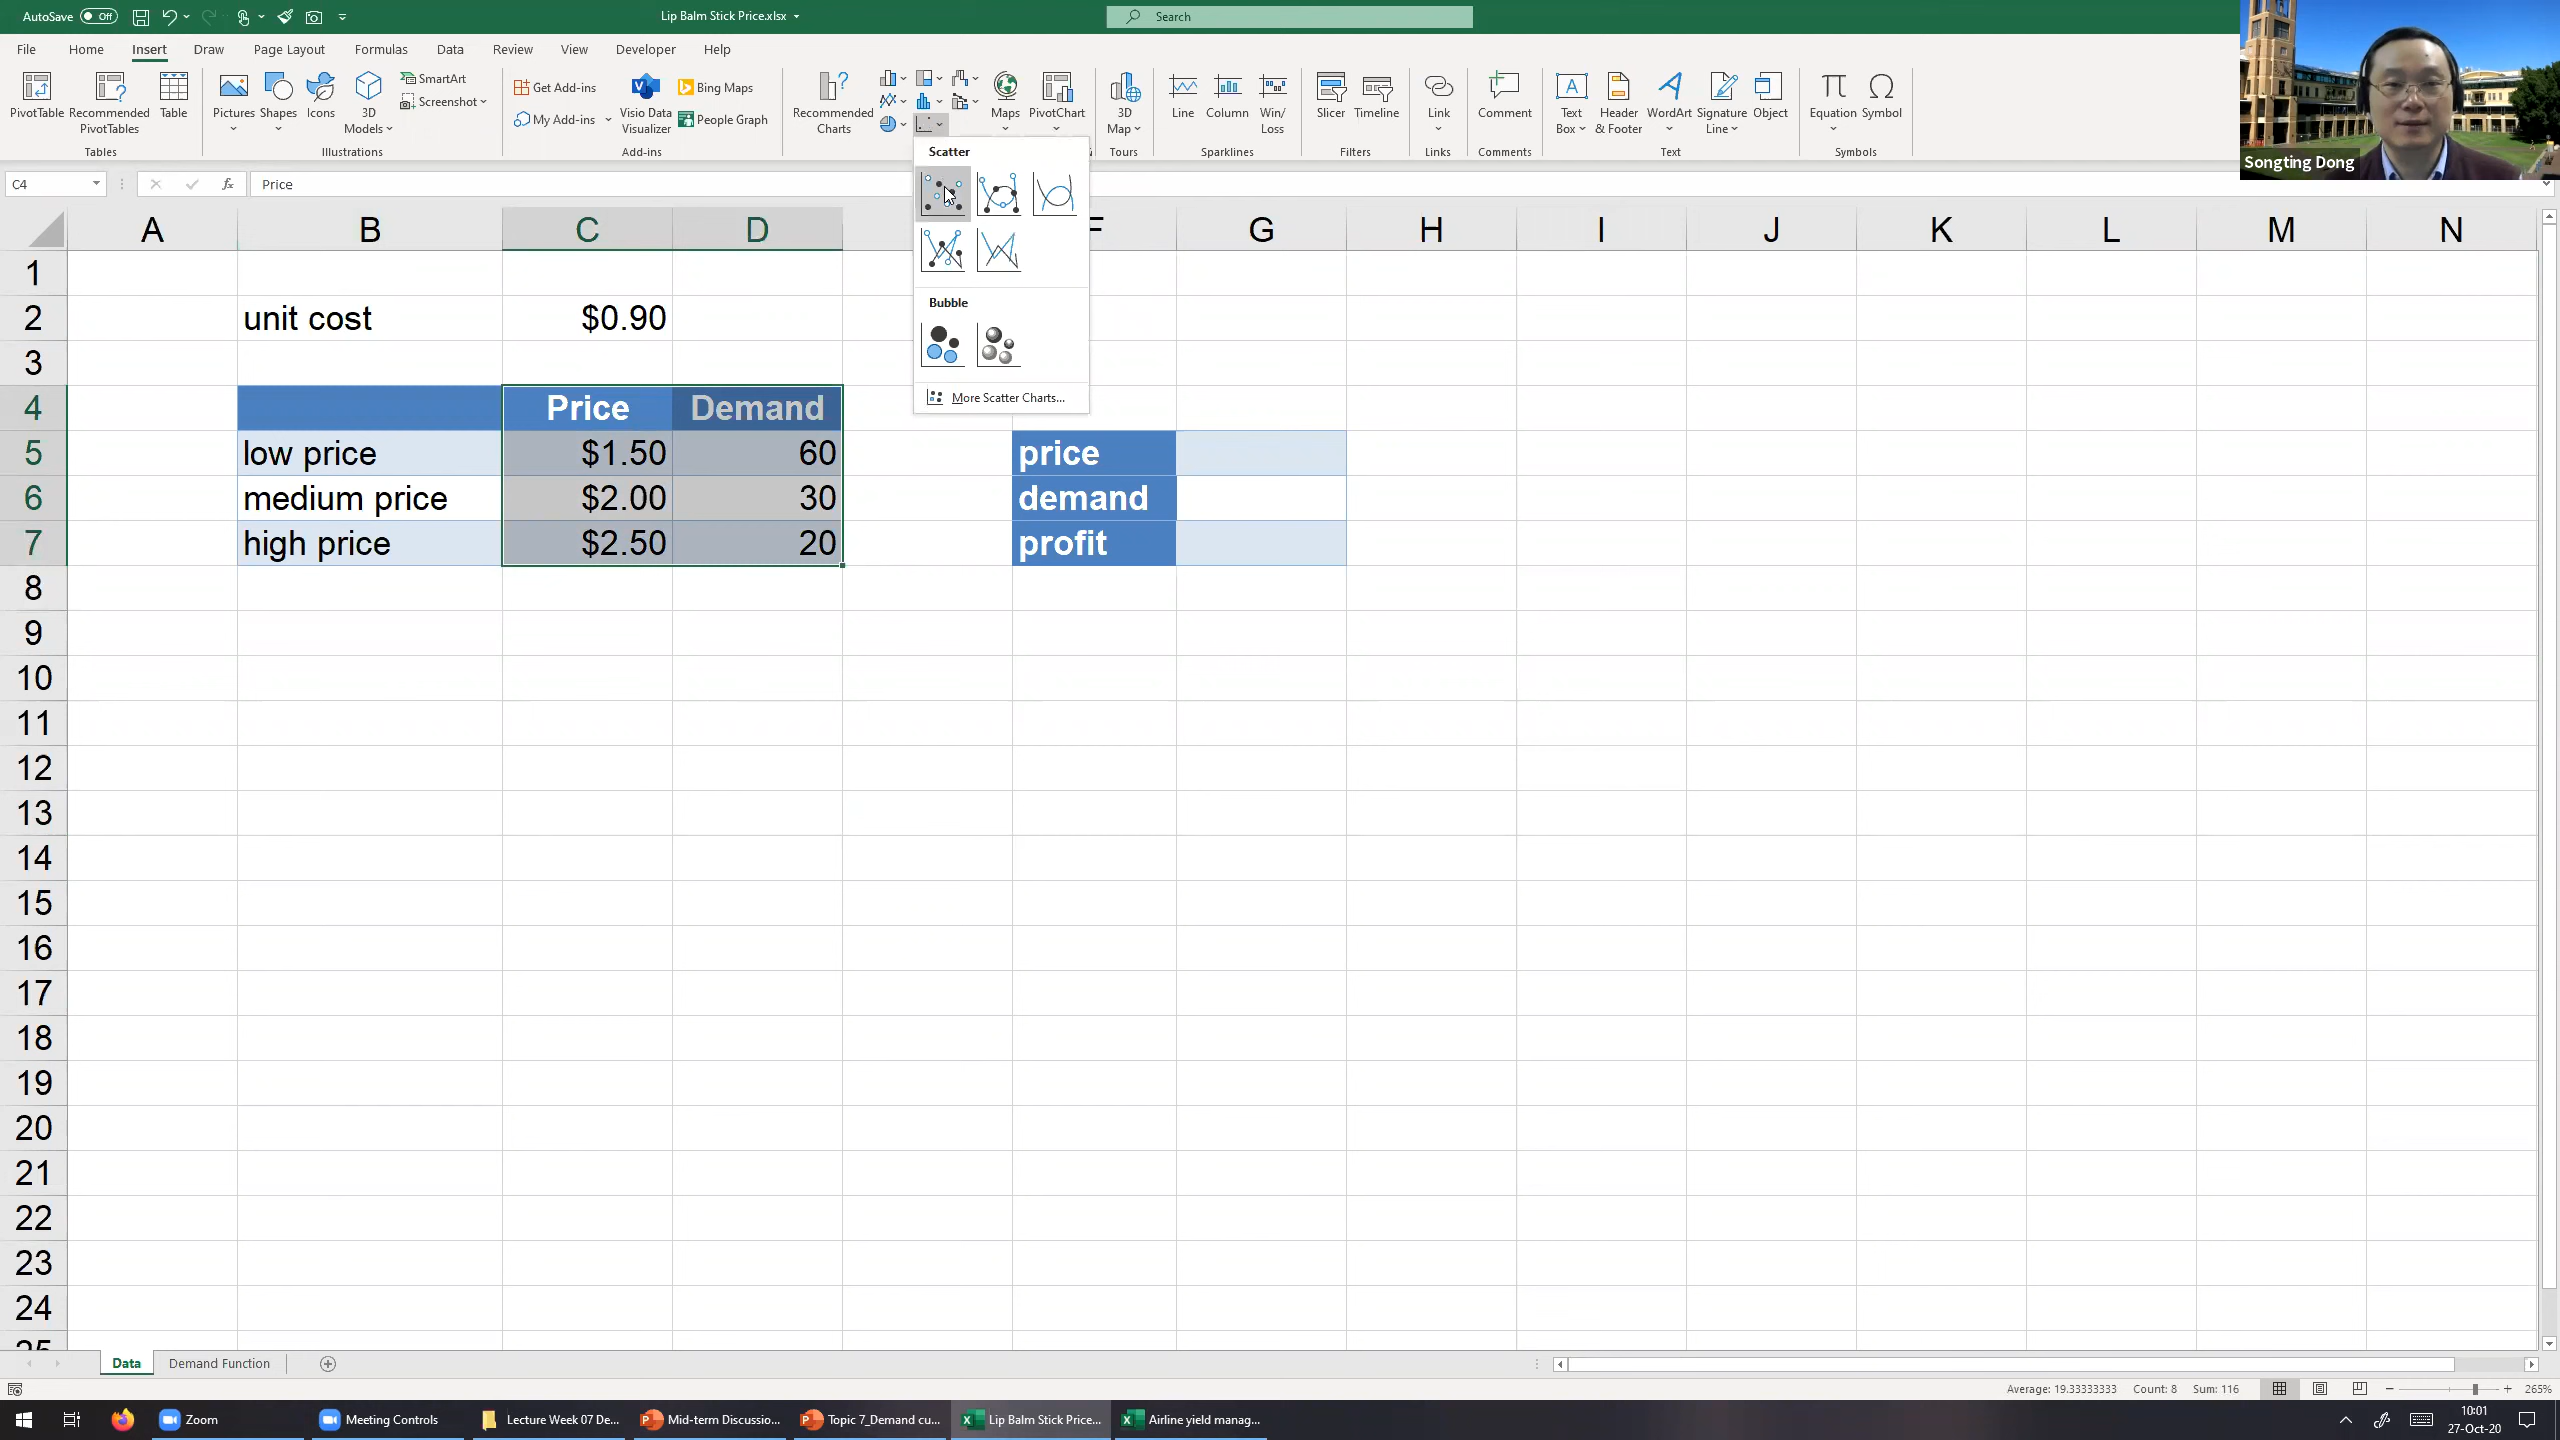 AutoSave Off
Lip Balm Stick Price.xlsx
Search
File Home Insert Draw Page Layout Formulas Data Review View Developer Help
PivotTable
Recommended PivotTables
Table
Tables
Pictures
Shapes
Icons
3D Models
SmartArt
Screenshot
Illustrations
Get Add-ins
My Add-ins
Visio Data Visualizer
Bing Maps
People Graph
Add-ins
Recommended Charts
Maps
PivotChart
3D Map
Tours
Line
Column
Win/ Loss
Sparklines
Slicer
Timeline
Filters
Link
Links
Comment
Comments
Text Box
Header & Footer
WordArt
Signature Line
Object
Text
Equation
Symbol
Symbols
Songting Dong
Scatter
Bubble
More Scatter Charts...
C4
fx
Price
A B C D F G H I J K L M N
1
2 unit cost $0.90
3
4 Price Demand
5 low price $1.50 60 price
6 medium price $2.00 30 demand
7 high price $2.50 20 profit
8
9
10
11
12
13
14
15
16
17
18
19
20
21
22
23
24
25
Data Demand Function
Average: 19.33333333 Count: 8 Sum: 116 265%
Zoom
Meeting Controls
Lecture Week 07 De...
Mid-term Discussio...
Topic 7_Demand cu...
Lip Balm Stick Price...
Airline yield manag...
10:01
27-Oct-20